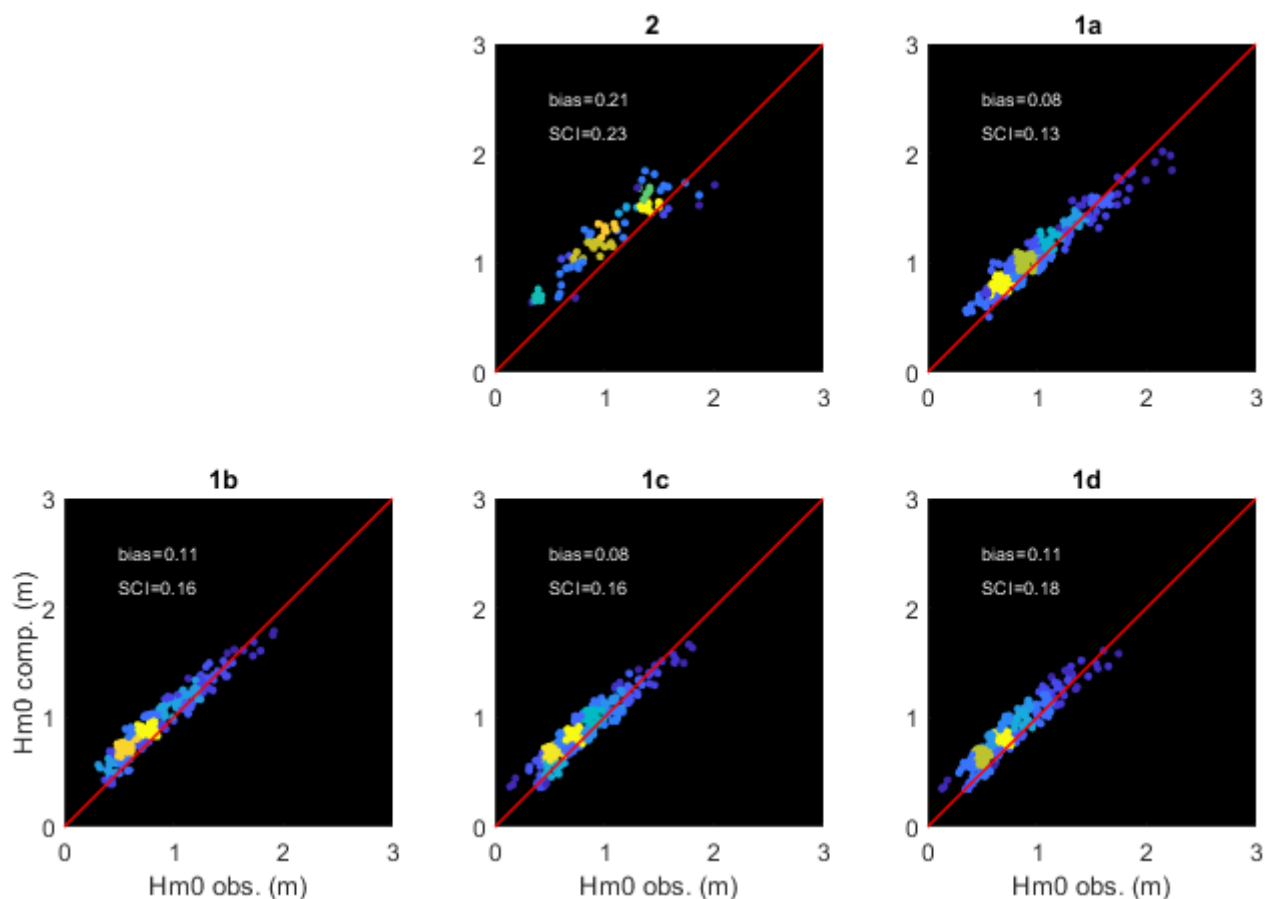 2
1a
3
bias=0.21
SCI=0.23
2
1
0
0
1
2
3
3
bias=0.08
SCI=0.13
2
1
0
0
1
2
3
1b
1c
1d
Hm0 comp. (m)
3
bias=0.11
SCI=0.16
2
1
0
0
1
2
3
Hm0 obs. (m)
3
bias=0.08
SCI=0.16
2
1
0
0
1
2
3
Hm0 obs. (m)
3
bias=0.11
SCI=0.18
2
1
0
0
1
2
3
Hm0 obs. (m)